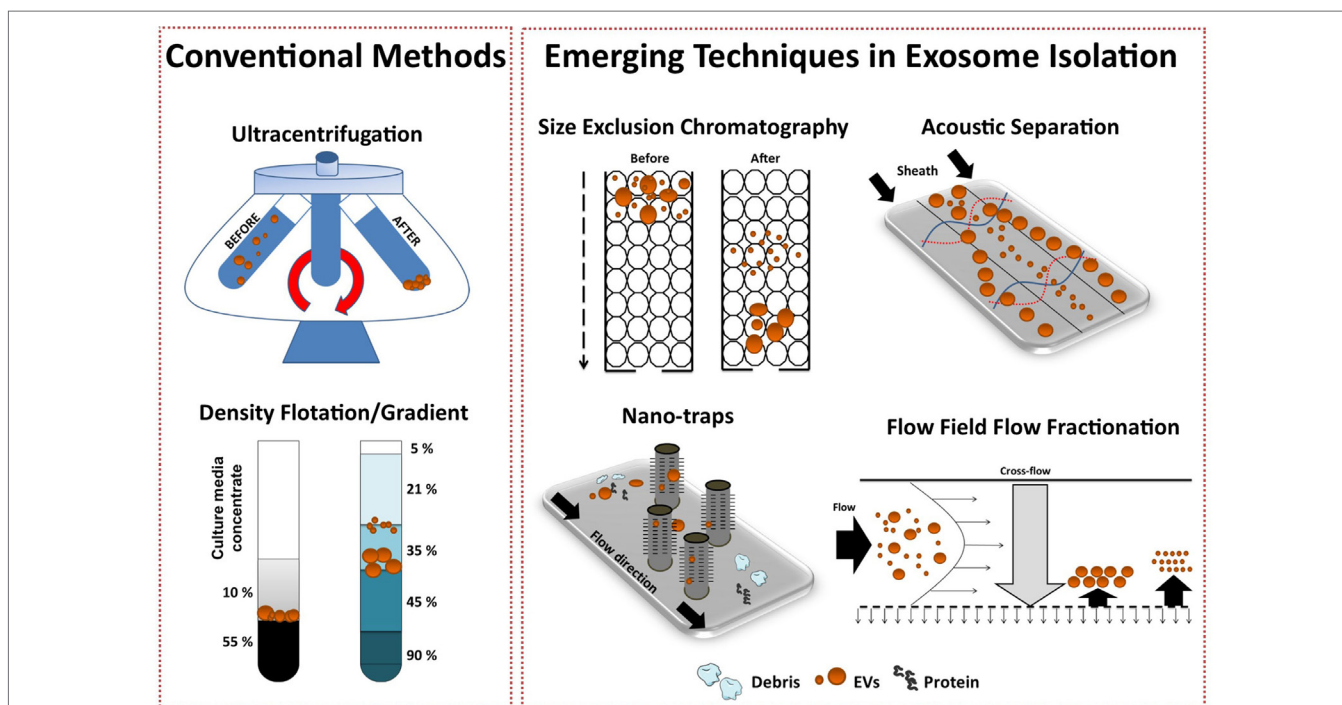 Conventional Methods
Ultracentrifugation
BEFORE
AFTER
Density Flotation/Gradient
Culture media
concentrate
10 %
55 %
5 %
21 %
35 %
45 %
90 %
Emerging Techniques in Exosome Isolation
Size Exclusion Chromatography
Before
After
Acoustic Separation
Sheath
Nano-traps
Flow direction
Flow Field Flow Fractionation
Cross-flow
Flow
Debris
EVs
Protein